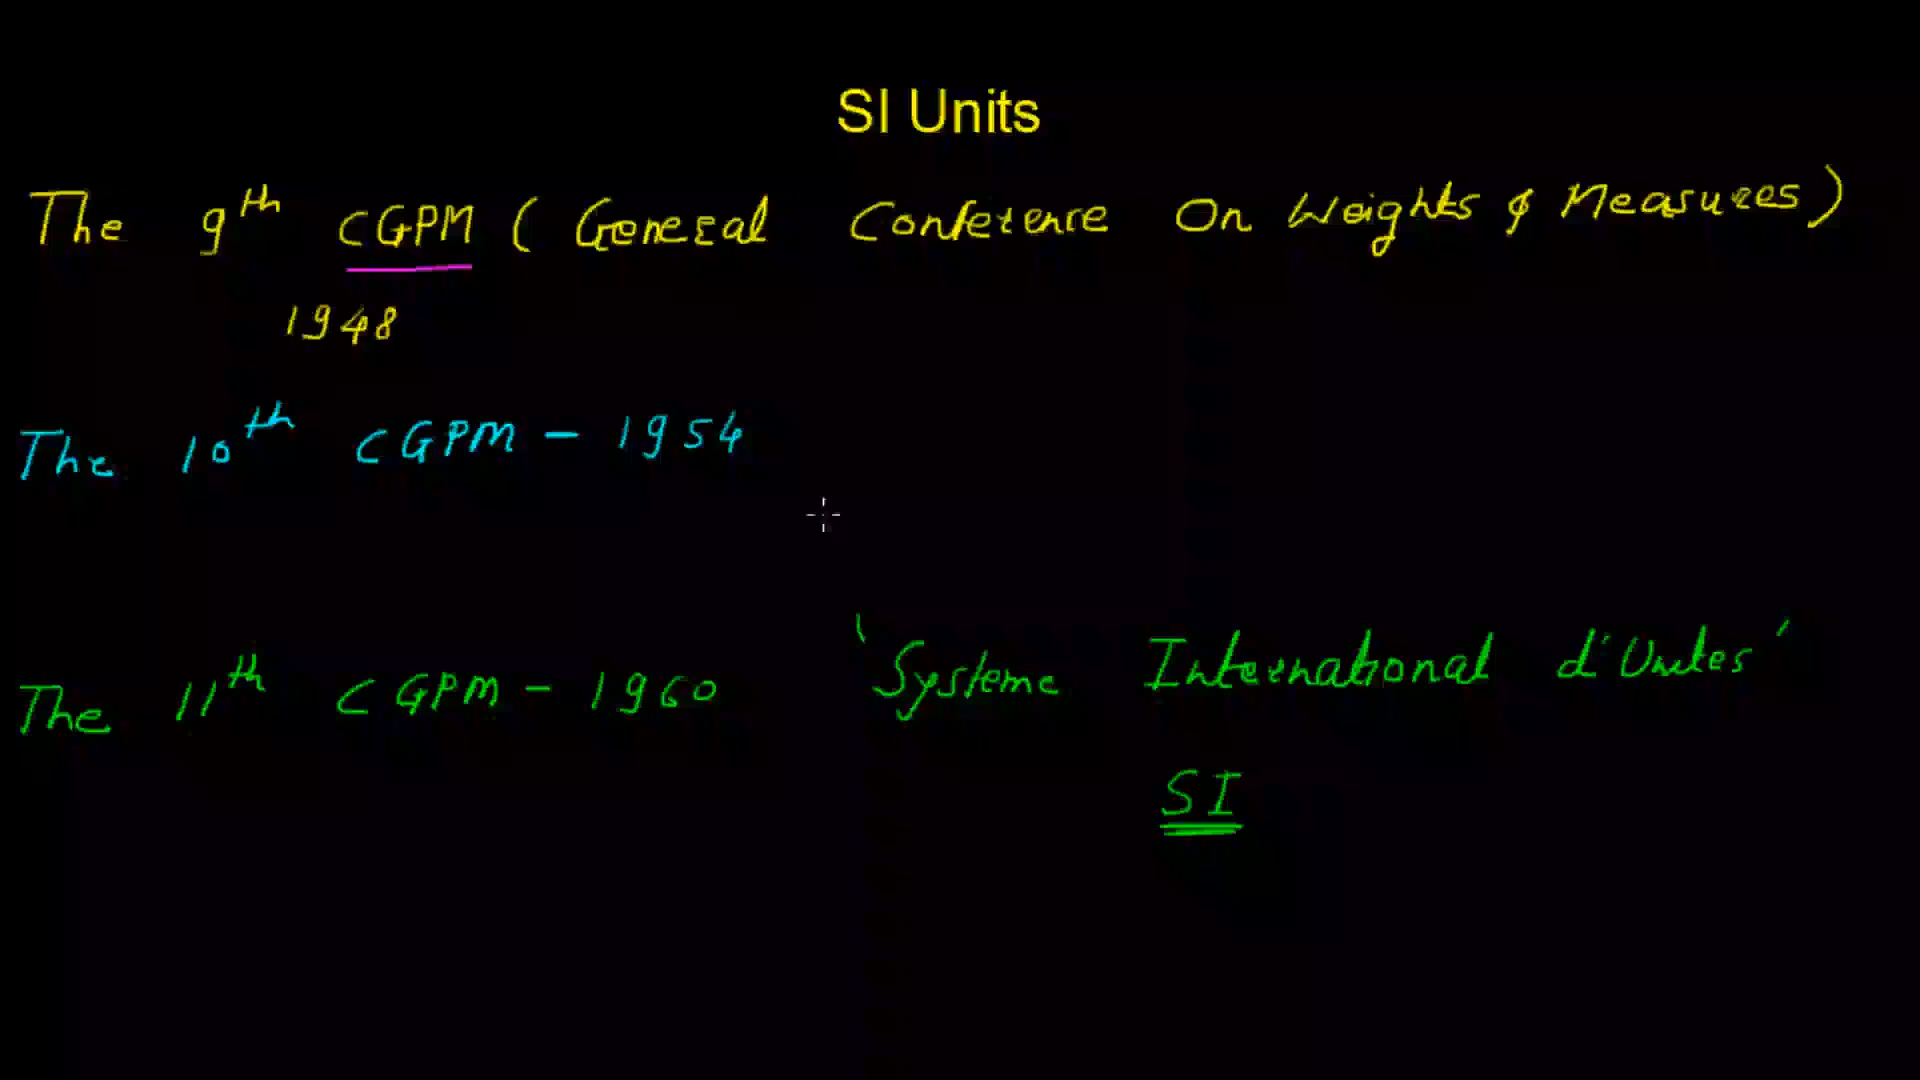 SI Units
The 9th CGPM ( General Conference On Weights & Measures )
1948
The 10th CGPM - 1954
The 11th CGPM - 1960 'Systeme International d'Unites'
SI